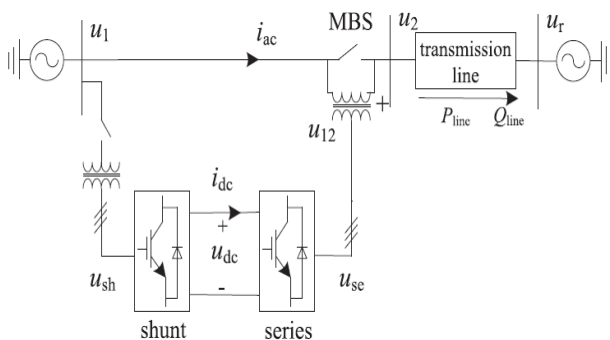 u1
iac
MBS
u2
transmission
line
ur
Pline
Qline
+
u12
idc
+
udc
-
ush
use
shunt
series